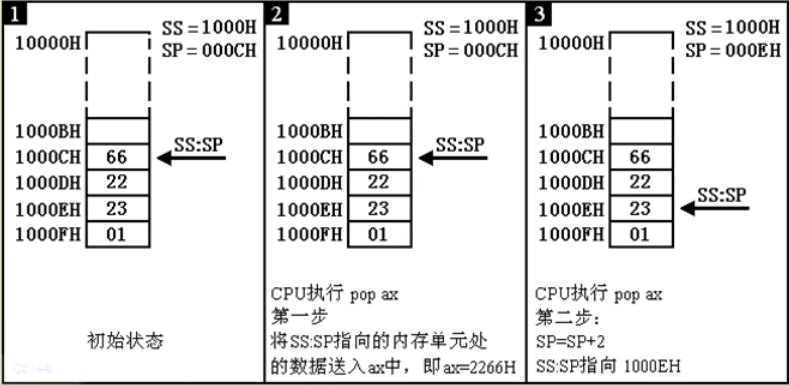 1
SS=1000H
SP=000CH
10000H
1000BH
1000CH 66 SS:SP
1000DH 22
1000EH 23
1000FH 01
初始状态
2
SS=1000H
SP=000CH
10000H
1000BH
1000CH 66 SS:SP
1000DH 22
1000EH 23
1000FH 01
CPU执行 pop ax
第一步
将SS:SP指向的内存单元处
的数据送入ax中，即ax=2266H
3
SS=1000H
SP=000EH
10000H
1000BH
1000CH 66
1000DH 22
1000EH 23 SS:SP
1000FH 01
CPU执行 pop ax
第二步：
SP=SP+2
SS:SP指向 1000EH